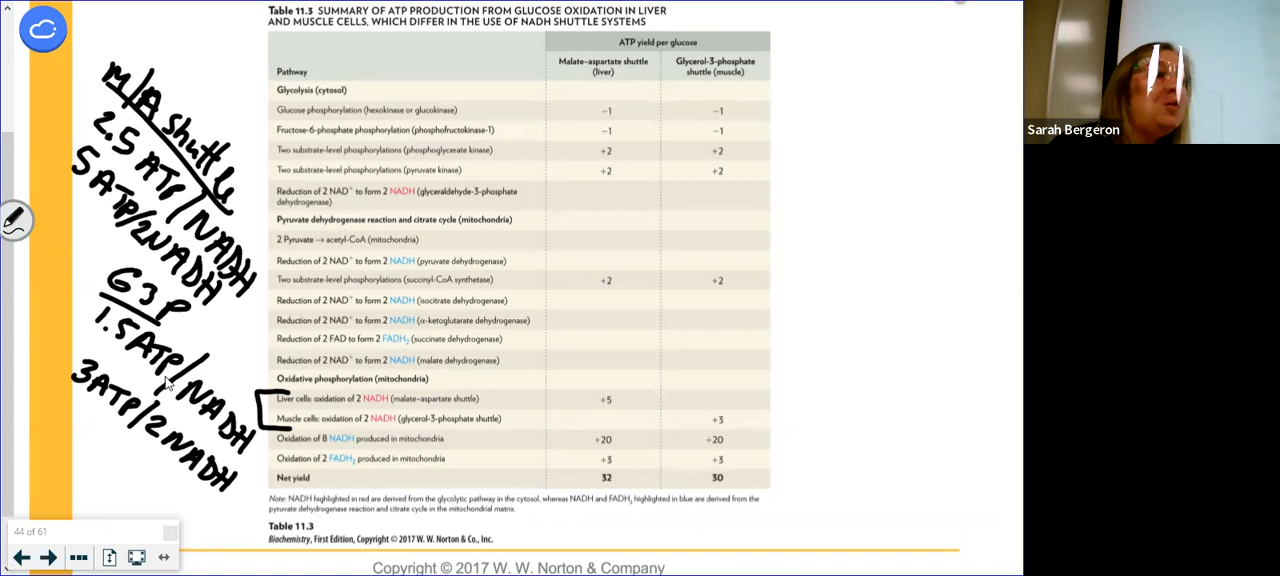 Table 11.3 SUMMARY OF ATP PRODUCTION FROM GLUCOSE OXIDATION IN LIVER
AND MUSCLE CELLS, WHICH DIFFER IN THE USE OF NADH SHUTTLE SYSTEMS
ATP yield per glucose
Pathway
Malate–aspartate shuttle
(liver)
Glycerol-3-phosphate
shuttle (muscle)
Glycolysis (cytosol)
Glucose phosphorylation (hexokinase or glucokinase) −1 −1
Fructose-6-phosphate phosphorylation (phosphofructokinase-1) −1 −1
Two substrate-level phosphorylations (phosphoglycerate kinase) +2 +2
Two substrate-level phosphorylations (pyruvate kinase) +2 +2
Reduction of 2 NAD⁺ to form 2 NADH (glyceraldehyde-3-phosphate
dehydrogenase)
Pyruvate dehydrogenase reaction and citrate cycle (mitochondria)
2 Pyruvate → acetyl-CoA (mitochondria)
Reduction of 2 NAD⁺ to form 2 NADH (pyruvate dehydrogenase)
Two substrate-level phosphorylations (succinyl-CoA synthetase) +2 +2
Reduction of 2 NAD⁺ to form 2 NADH (isocitrate dehydrogenase)
Reduction of 2 NAD⁺ to form 2 NADH (α-ketoglutarate dehydrogenase)
Reduction of 2 FAD to form 2 FADH₂ (succinate dehydrogenase)
Reduction of 2 NAD⁺ to form 2 NADH (malate dehydrogenase)
Oxidative phosphorylation (mitochondria)
Liver cells: oxidation of 2 NADH (malate–aspartate shuttle) +5
Muscle cells: oxidation of 2 NADH (glycerol-3-phosphate shuttle) +3
Oxidation of 8 NADH produced in mitochondria +20 +20
Oxidation of 2 FADH₂ produced in mitochondria +3 +3
Net yield 32 30
Note: NADH highlighted in red are derived from the glycolytic pathway in the cytosol, whereas NADH and FADH₂ highlighted in blue are derived from the
pyruvate dehydrogenase reaction and citrate cycle in the mitochondrial matrix.
Table 11.3
Biochemistry, First Edition, Copyright © 2017 W. W. Norton & Co., Inc.
Copyright © 2017 W. W. Norton & Company
M/A shuttle
2.5 ATP/NADH
5 ATP/2NADH
G3P
1.5 ATP/NADH
3 ATP/2NADH
44 of 61
Sarah Bergeron